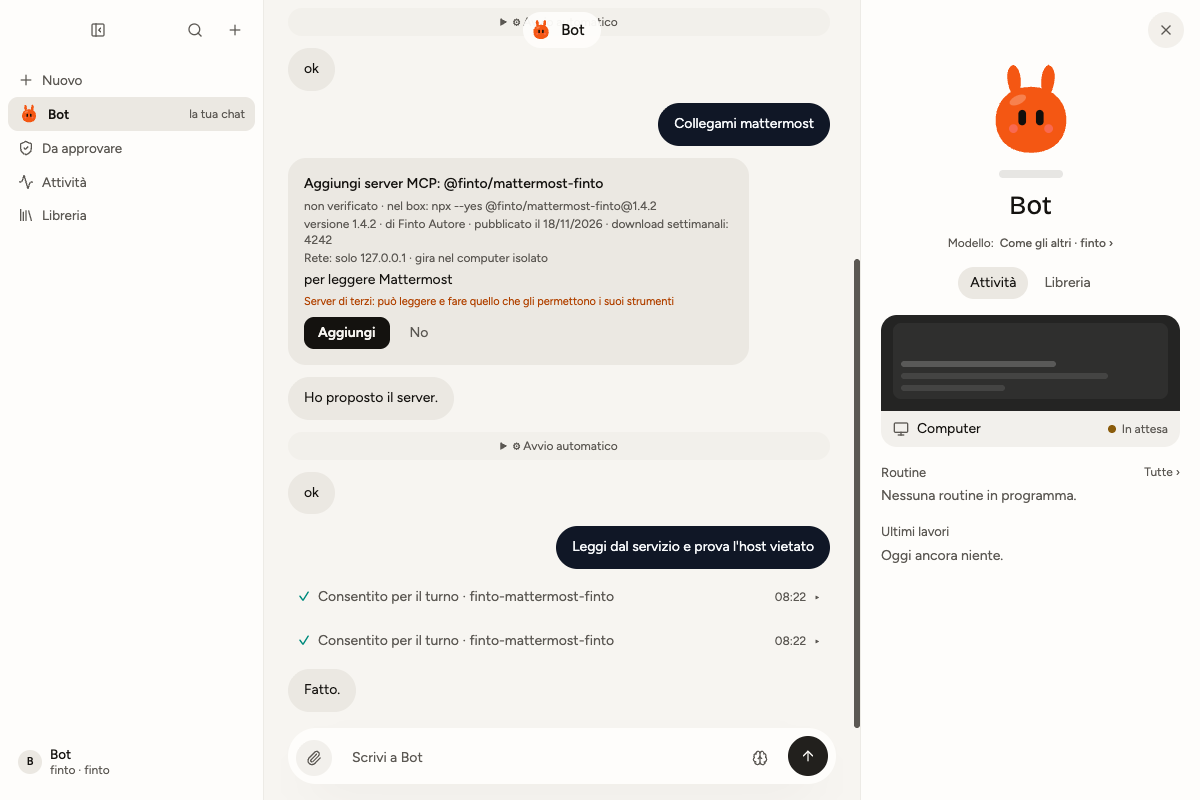 Nuovo
Bot
la tua chat
Da approvare
Attività
Libreria
B
Bot
finto · finto
Bot
ok
Collegami mattermost
Aggiungi server MCP: @finto/mattermost-finto
non verificato · nel box: npx --yes @finto/mattermost-finto@1.4.2
versione 1.4.2 · di Finto Autore · pubblicato il 18/11/2026 · download settimanali:
4242
Rete: solo 127.0.0.1 · gira nel computer isolato
per leggere Mattermost
Server di terzi: può leggere e fare quello che gli permettono i suoi strumenti
Aggiungi
No
Ho proposto il server.
Avvio automatico
ok
Leggi dal servizio e prova l'host vietato
Consentito per il turno · finto-mattermost-finto
08:22
Consentito per il turno · finto-mattermost-finto
08:22
Fatto.
Scrivi a Bot
Bot
Modello: Come gli altri · finto ›
Attività
Libreria
Computer
In attesa
Routine
Tutte ›
Nessuna routine in programma.
Ultimi lavori
Oggi ancora niente.